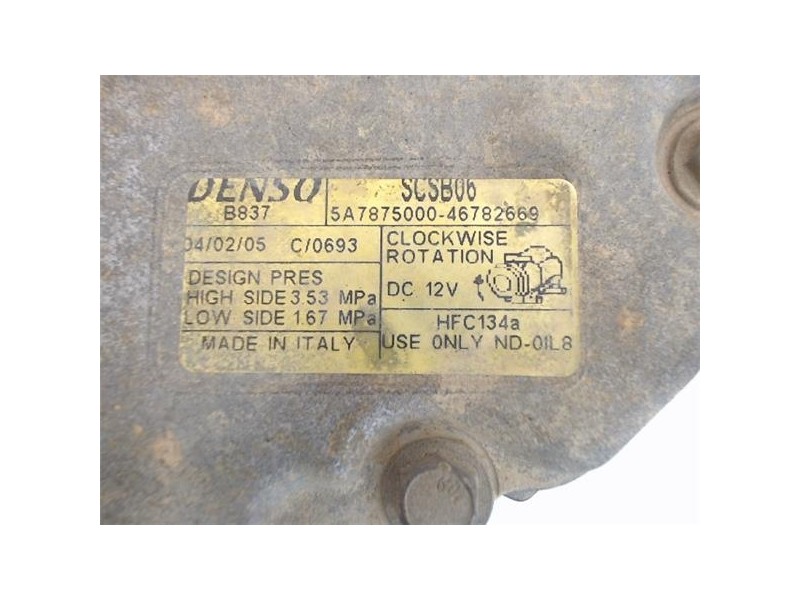 DENSO SCSB06
B837 5A7875000-46782669
04/02/05 C/0693 CLOCKWISE
ROTATION
DESIGN PRES
HIGH SIDE 3.53 MPa DC 12V
LOW SIDE 1.67 MPa HFC134a
MADE IN ITALY USE ONLY ND-OIL8